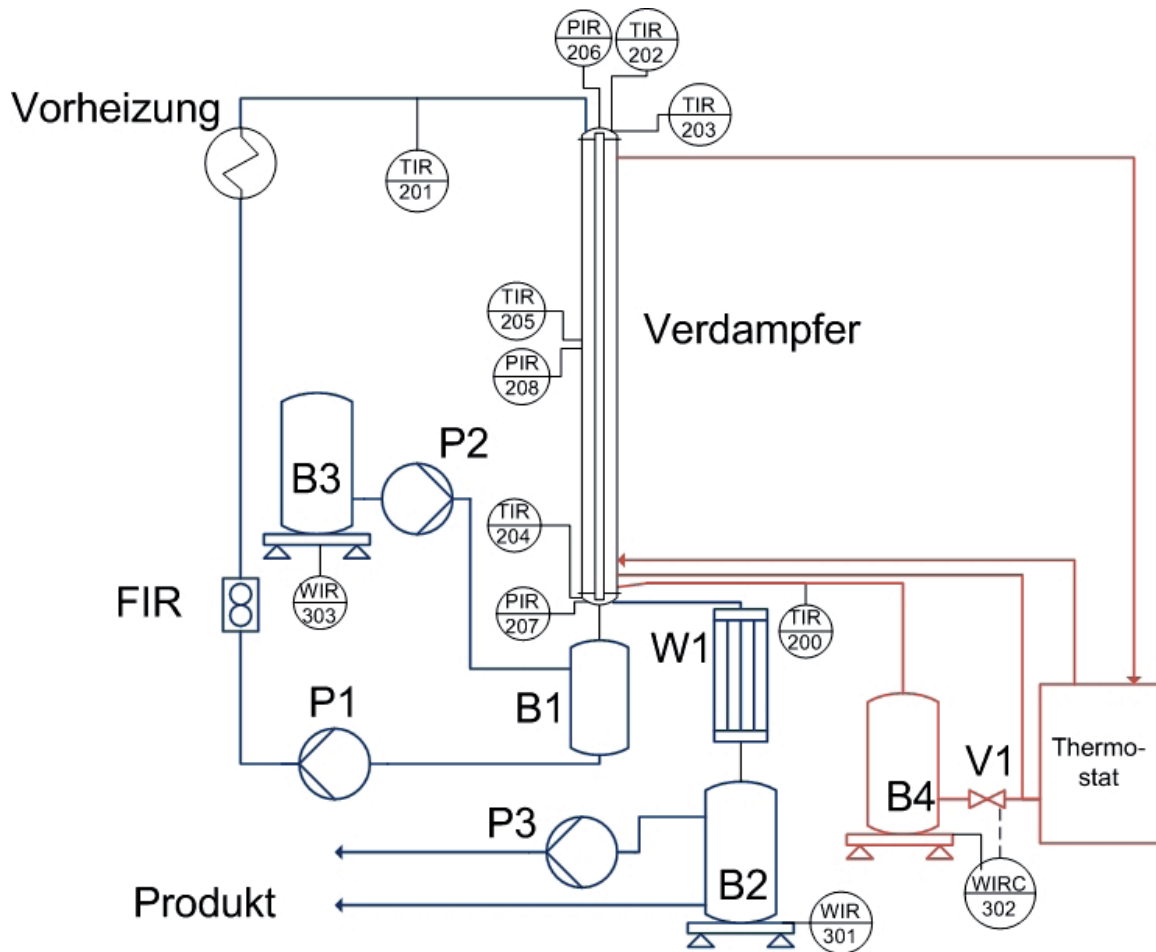 PIR
206
TIR
202
TIR
203
Vorheizung
TIR
201
TIR
205
PIR
208
Verdampfer
P2
B3
TIR
204
WIR
303
FIR
PIR
207
TIR
200
W1
B1
P1
Thermo-
stat
V1
B4
P3
B2
WIRC
302
Produkt
WIR
301